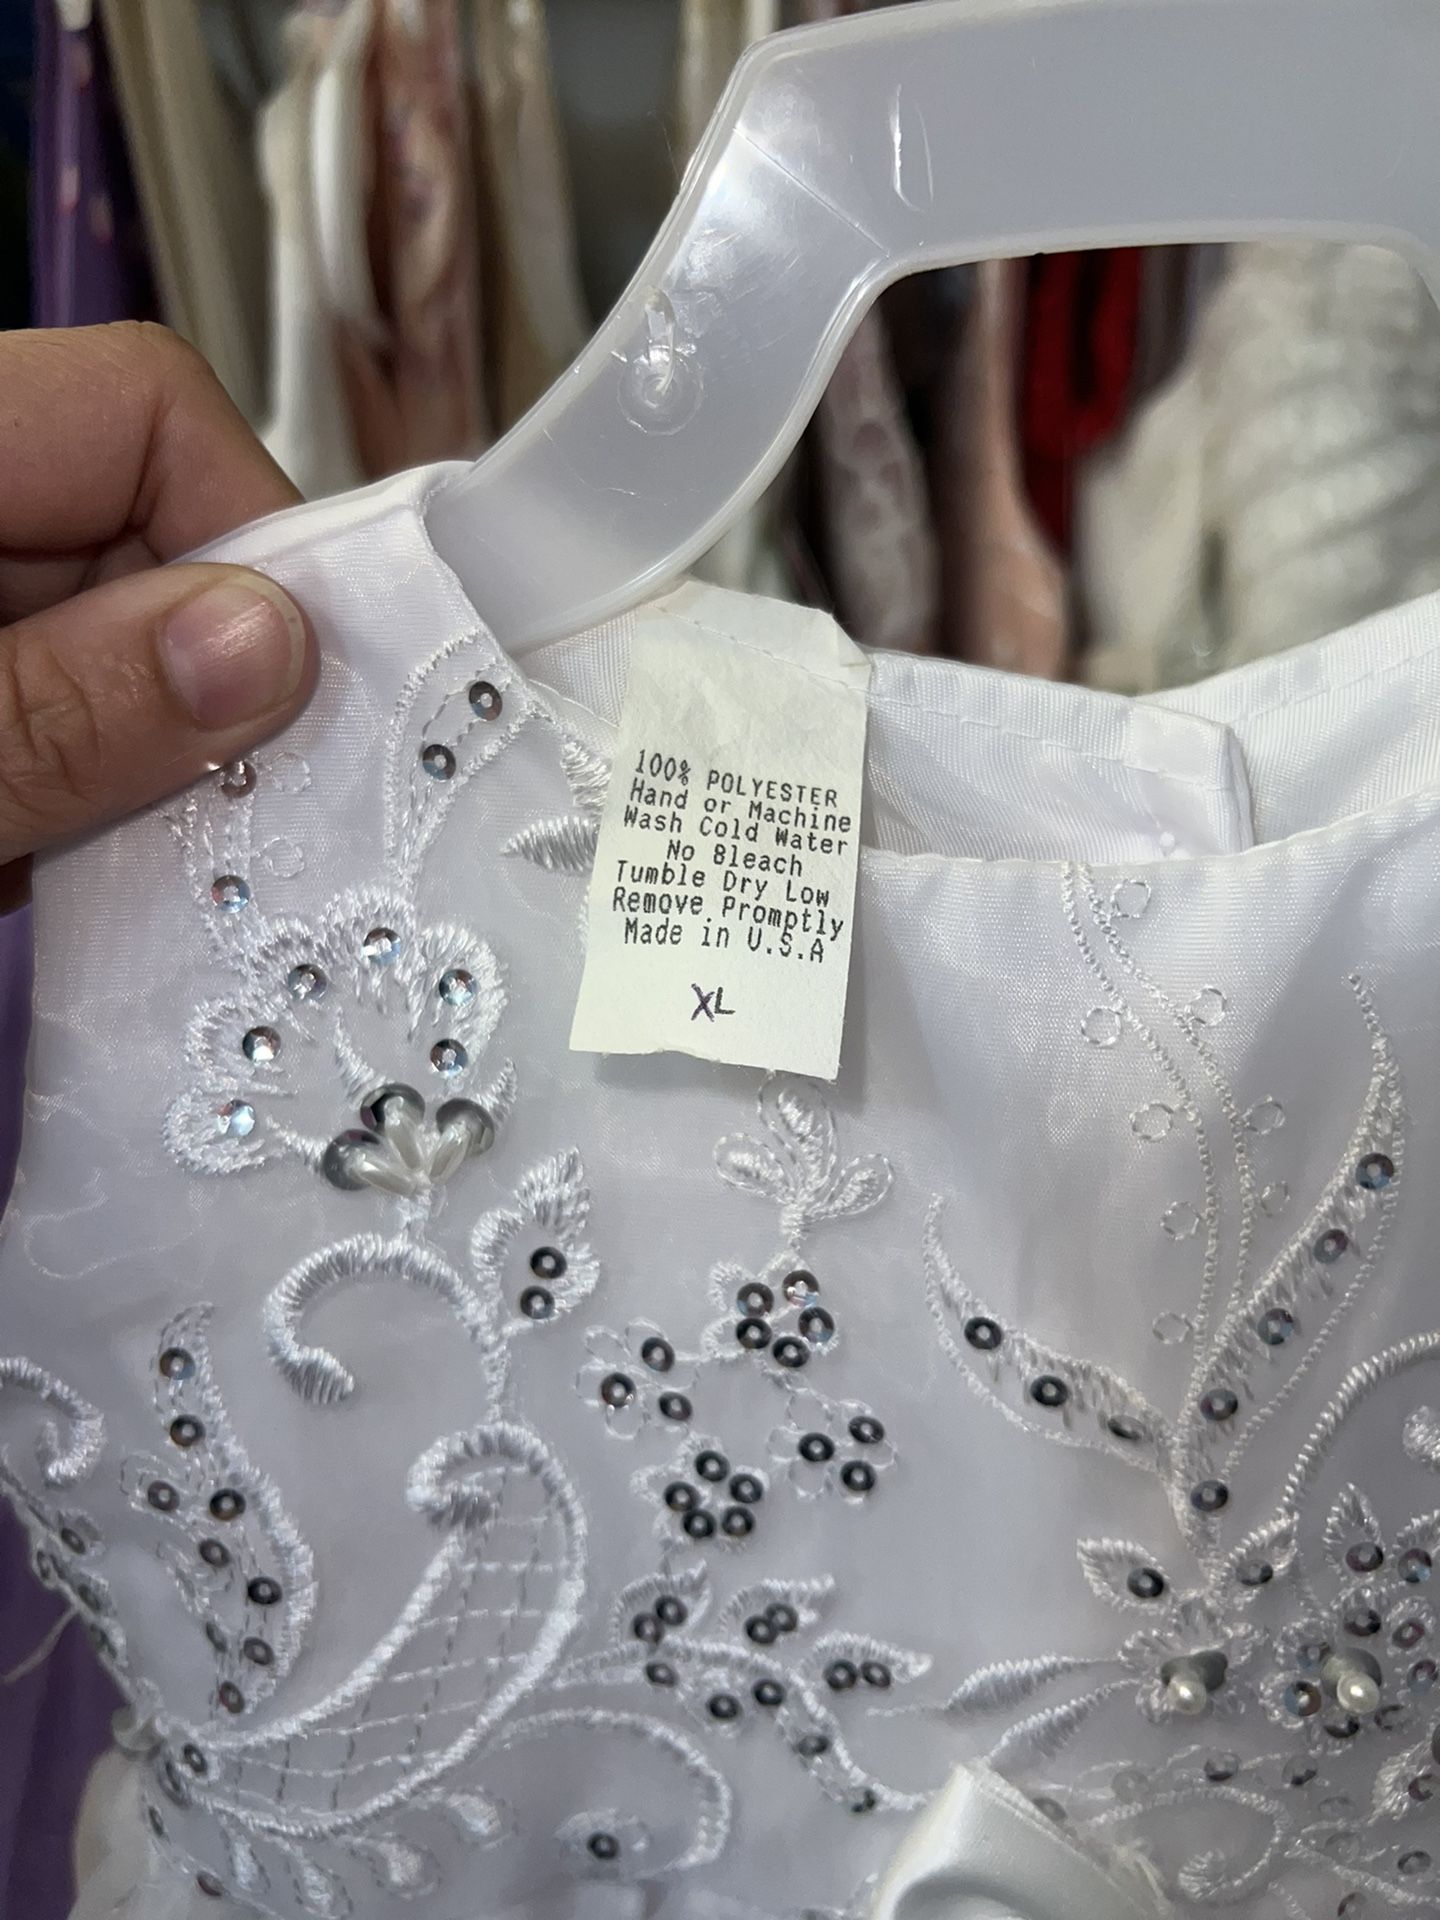 100% POLYESTER
Hand or Machine
Wash Cold Water
No Bleach
Tumble Dry Low
Remove Promptly
Made in U.S.A
XL